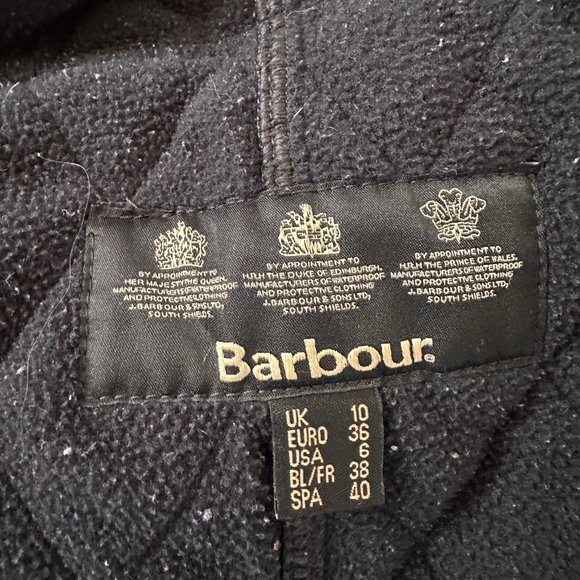 BY APPOINTMENT TO
HER MAJESTY THE QUEEN,
MANUFACTURERS OF WATERPROOF
AND PROTECTIVE CLOTHING
J. BARBOUR & SONS LTD,
SOUTH SHIELDS.
BY APPOINTMENT TO
H.R.H. THE DUKE OF EDINBURGH,
MANUFACTURERS OF WATERPROOF
AND PROTECTIVE CLOTHING
J. BARBOUR & SONS LTD,
SOUTH SHIELDS.
BY APPOINTMENT TO
H.R.H. THE PRINCE OF WALES,
MANUFACTURERS OF WATERPROOF
AND PROTECTIVE CLOTHING
J. BARBOUR & SONS LTD,
SOUTH SHIELDS.
Barbour®
UK 10
EURO 36
USA 6
BL/FR 38
SPA 40